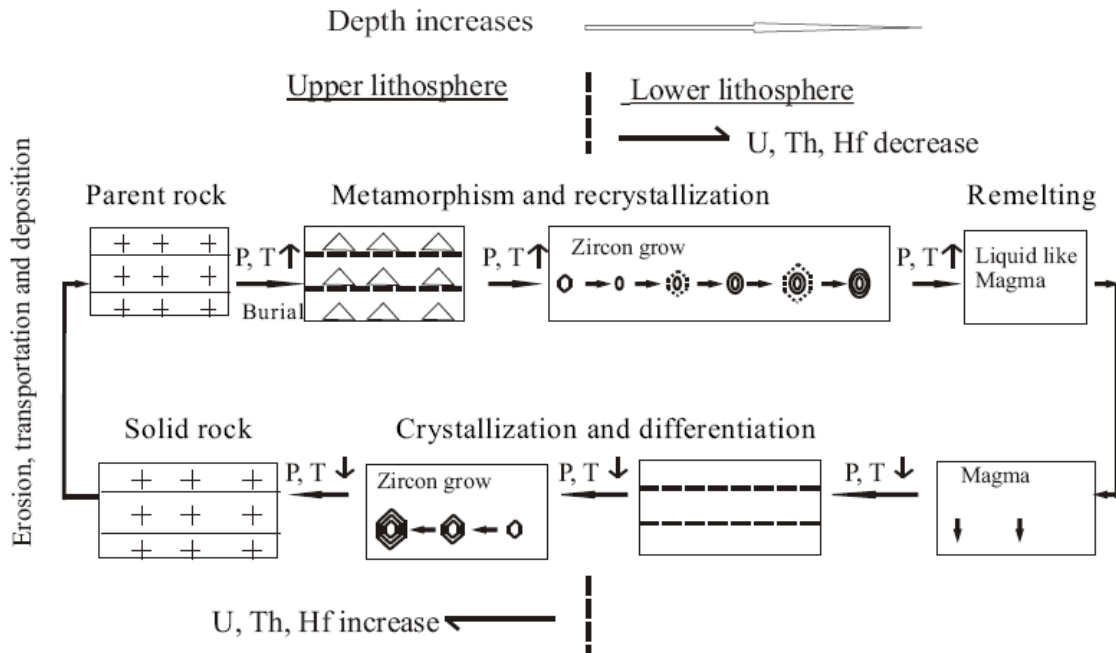 Depth increases
Upper lithosphere
Lower lithosphere
U, Th, Hf decrease
Erosion, transportation and deposition
Parent rock
Metamorphism and recrystallization
Remelting
P, T
Burial
P, T
Zircon grow
P, T
Liquid like
Magma
Solid rock
Crystallization and differentiation
P, T
Zircon grow
P, T
P, T
Magma
U, Th, Hf increase